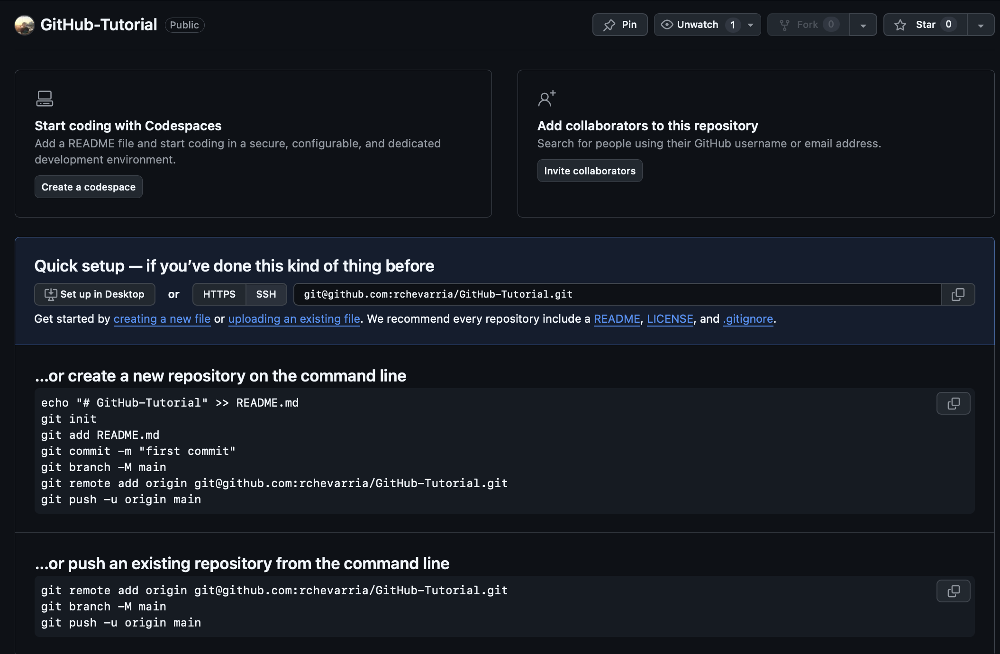 GitHub-Tutorial Public Pin Unwatch 1 Fork 0 Star 0
Start coding with Codespaces
Add a README file and start coding in a secure, configurable, and dedicated
development environment.
Create a codespace
Add collaborators to this repository
Search for people using their GitHub username or email address.
Invite collaborators
Quick setup — if you’ve done this kind of thing before
Set up in Desktop or HTTPS SSH git@github.com:rchevarria/GitHub-Tutorial.git
Get started by creating a new file or uploading an existing file. We recommend every repository include a README, LICENSE, and .gitignore.
…or create a new repository on the command line
echo "# GitHub-Tutorial" >> README.md
git init
git add README.md
git commit -m "first commit"
git branch -M main
git remote add origin git@github.com:rchevarria/GitHub-Tutorial.git
git push -u origin main
…or push an existing repository from the command line
git remote add origin git@github.com:rchevarria/GitHub-Tutorial.git
git branch -M main
git push -u origin main